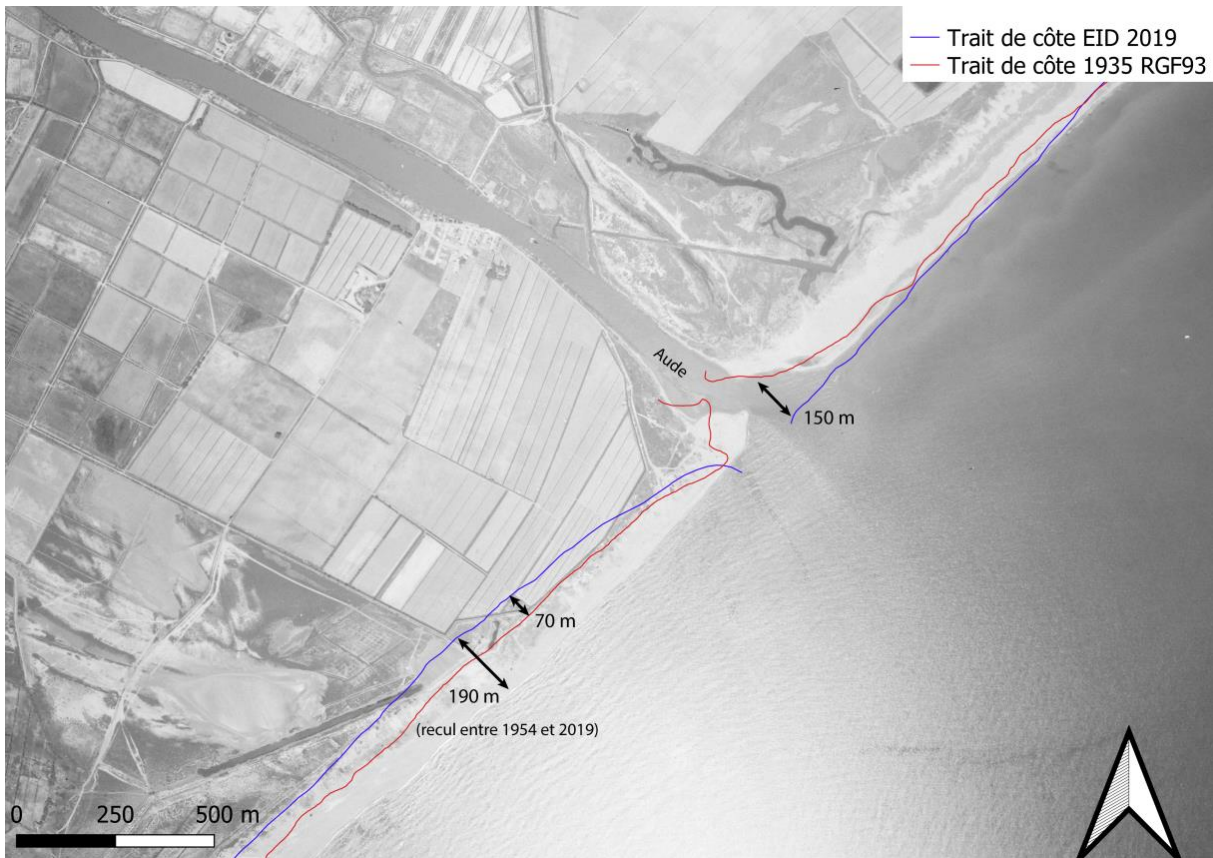 Trait de côte EID 2019
Trait de côte 1935 RGF93
Aude
150 m
70 m
190 m
(recul entre 1954 et 2019)
0 250 500 m